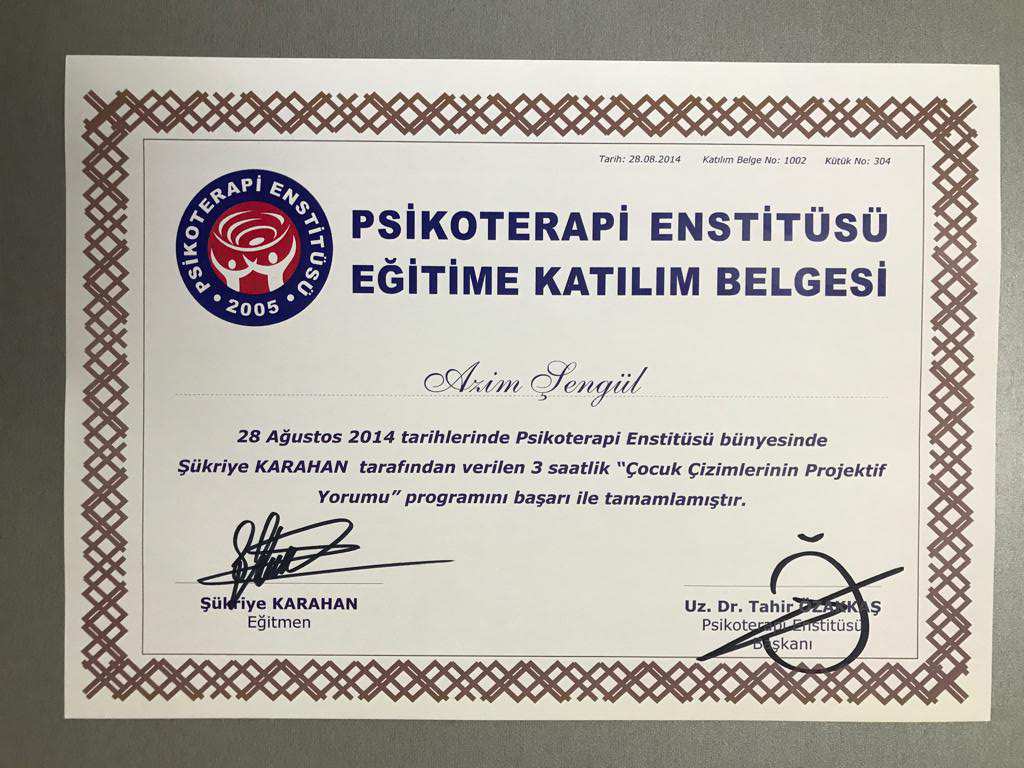 Tarih: 28.08.2014 Katılım Belge No: 1002 Kütük No: 304
PSİKOTERAPİ ENSTİTÜSÜ
• 2005 •
PSİKOTERAPİ ENSTİTÜSÜ
EĞİTİME KATILIM BELGESİ
Azim Şengül
28 Ağustos 2014 tarihlerinde Psikoterapi Enstitüsü bünyesinde
Şükriye KARAHAN tarafından verilen 3 saatlik “Çocuk Çizimlerinin Projektif
Yorumu” programını başarı ile tamamlamıştır.
Şükriye KARAHAN
Eğitmen
Uz. Dr. Tahir ÖZAKKAŞ
Psikoterapi Enstitüsü
Başkanı